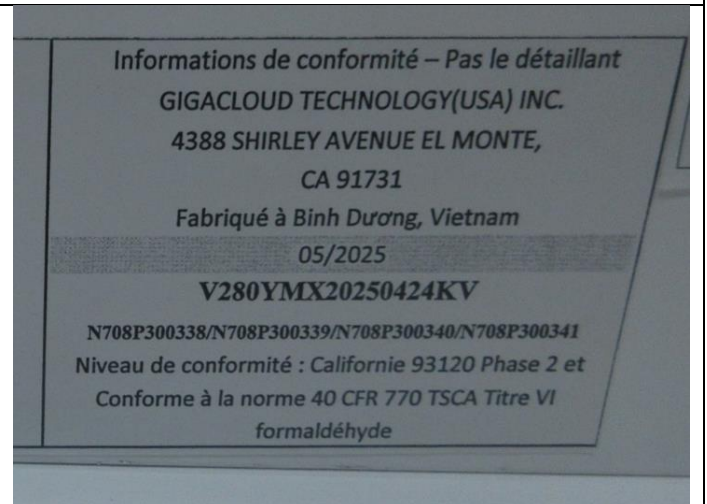 Informations de conformité – Pas le détaillant
GIGACLOUD TECHNOLOGY(USA) INC.
4388 SHIRLEY AVENUE EL MONTE,
CA 91731
Fabriqué à Binh Dương, Vietnam
05/2025
V280YMX20250424KV
N708P300338/N708P300339/N708P300340/N708P300341
Niveau de conformité : Californie 93120 Phase 2 et
Conforme à la norme 40 CFR 770 TSCA Titre VI
formaldéhyde